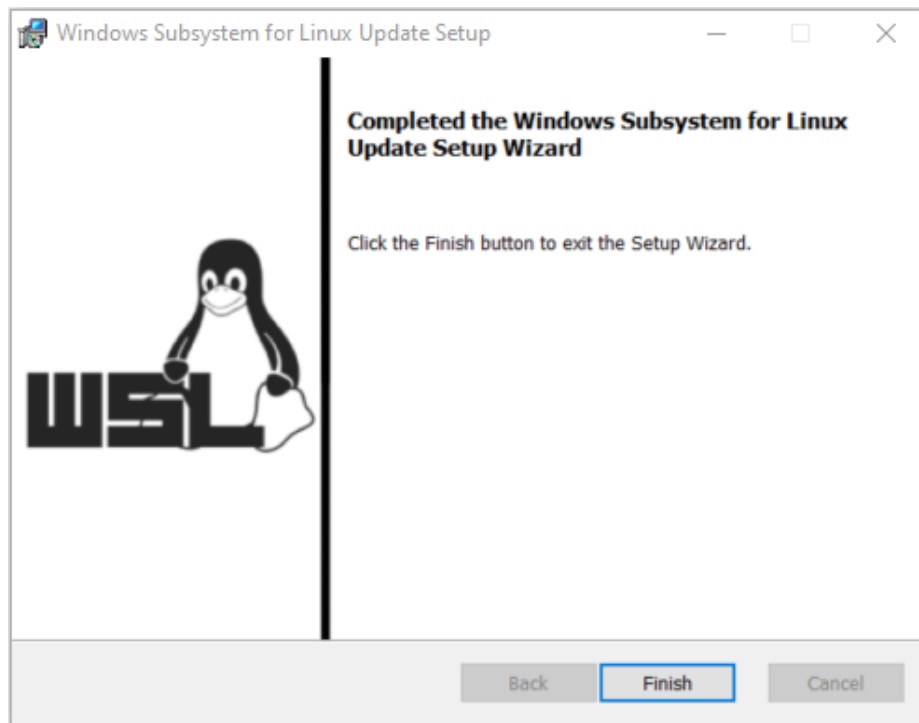 Windows Subsystem for Linux Update Setup
Completed the Windows Subsystem for Linux
Update Setup Wizard
Click the Finish button to exit the Setup Wizard.
WSL
Back
Finish
Cancel